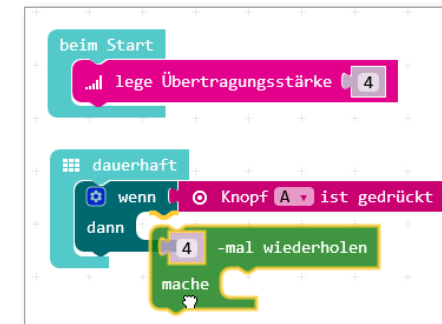 beim Start
lege Übertragungsstärke 4
dauerhaft
wenn Knopf A ist gedrückt
dann
4 -mal wiederholen
mache